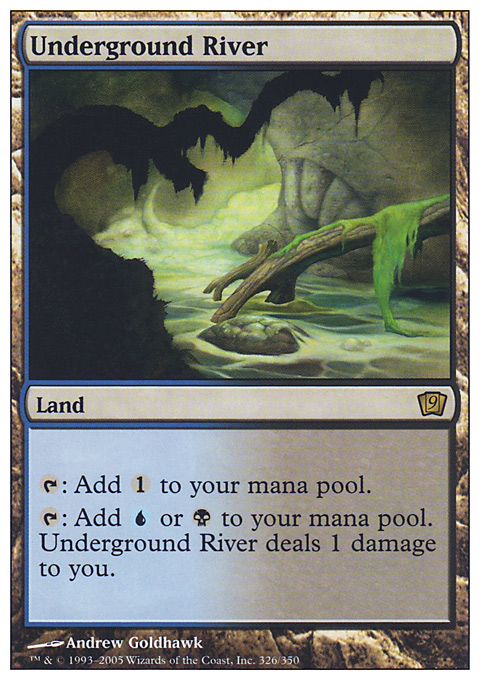 Underground River
Land
9
: Add 1 to your mana pool.
: Add or to your mana pool.
Underground River deals 1 damage
to you.
Andrew Goldhawk
™ & © 1993–2005 Wizards of the Coast, Inc. 326/350